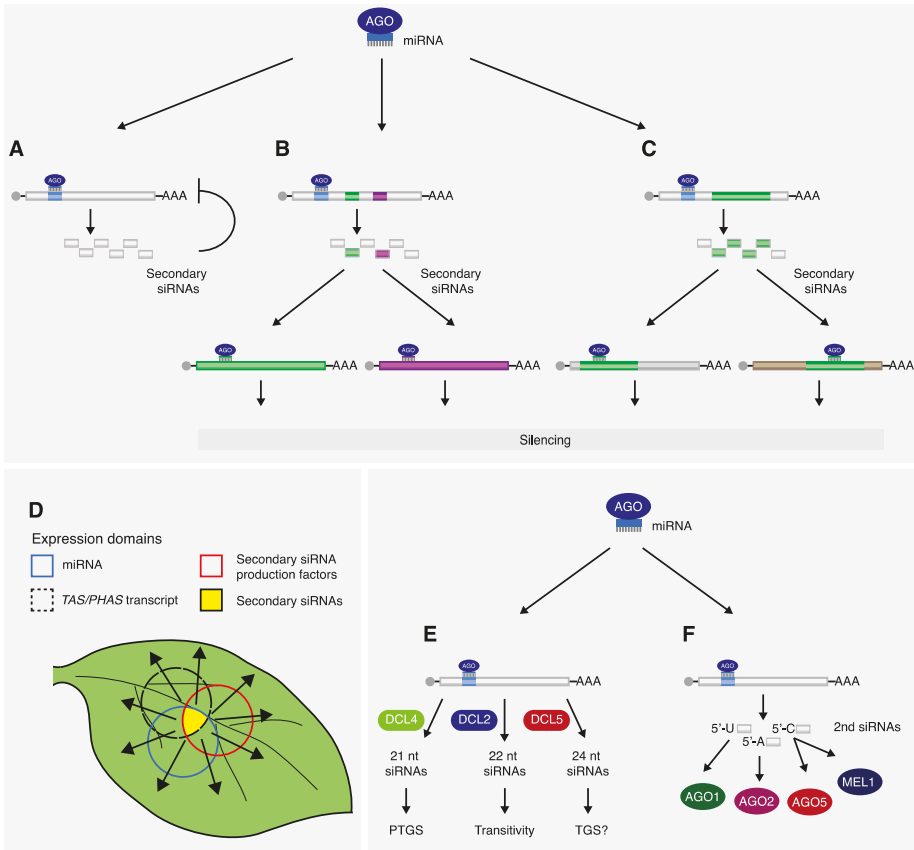 AGO
miRNA
A
B
C
AGO
AAA
AGO
AAA
AGO
AAA
Secondary
siRNAs
Secondary
siRNAs
Secondary
siRNAs
AGO
AAA
AGO
AAA
AGO
AAA
AGO
AAA
Silencing
D
Expression domains
miRNA
Secondary siRNA
production factors
TAS/PHAS transcript
Secondary siRNAs
AGO
miRNA
E
F
AGO
AAA
AGO
AAA
DCL4
DCL2
DCL5
21 nt
siRNAs
22 nt
siRNAs
24 nt
siRNAs
PTGS
Transitivity
TGS?
5'-U
5'-A
5'-C
2nd siRNAs
AGO1
AGO2
AGO5
MEL1